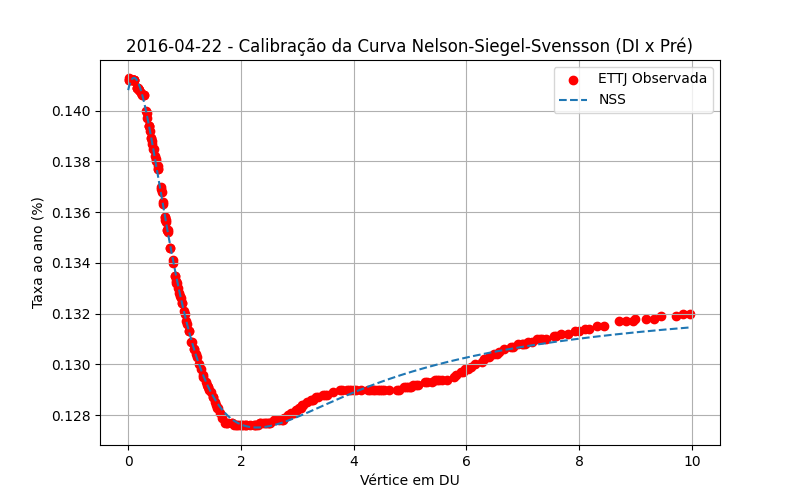 2016-04-22 - Calibração da Curva Nelson-Siegel-Svensson (DI x Pré)
ETTJ Observada
NSS
Taxa ao ano (%)
0.140
0.138
0.136
0.134
0.132
0.130
0.128
0 2 4 6 8 10
Vértice em DU